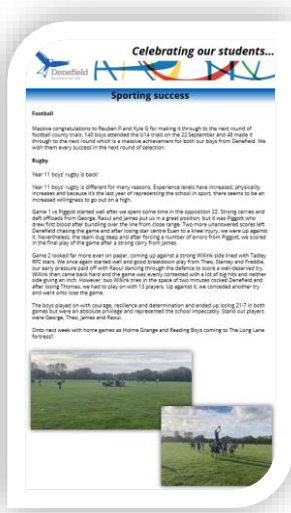 Celebrating our students...
Denefield
Sporting success
Football
Massive congratulations to Reuben P and Kyle G for making it through to the next round of
football county trials. 140 boys attended the U14 trials on the 22 September and 48 made it
through to the next round which is a massive achievement for both our boys from Denefield. We
wish them every success in the next round of selection.
Rugby
Year 11 boys' rugby is back!
Year 11 boys' rugby is different for many reasons. Experience levels have increased, physicality
increases and because it's the last year of representing the school in sport, there seems to be an
increased willingness to go out on a high.
Game 1 vs Piggott started well after we spent some time in the opposition 22. Strong carries and
deft offloads from George, Raoul and James put us in a great position, but it was Piggott who
drew first blood after bundling over the line from close range. Two more unanswered scores left
Denefield chasing the game and after losing star centre Euan to a knee injury, we were up against
it. Nevertheless, the team dug deep and after forcing a number of errors from Piggott, we scored
in the final play of the game after a strong carry from James.
Game 2 looked far more even on paper, coming up against a strong Willink side lined with Tadley
RFC stars. We once again started well and good breakdown play from Theo, Stanley and Freddie,
our early pressure paid off with Raoul dancing through the defence to score a well-deserved try.
Willink then came back hard and the game was evenly contested with a lot of big hits and neither
side giving an inch. However, two Willink tries in the space of two minutes rocked Denefield and
after losing Thomas, we had to play on with 13 players. Up against it, we conceded another try
and went onto lose the game.
The boys played on with courage, resilience and determination and ended up losing 21-7 in both
games but were an absolute privilege and represented the school impeccably. Stand out players
were George, Theo, James and Raoul.
Onto next week with home games as Holme Grange and Reading Boys coming to The Long Lane
fortress!!